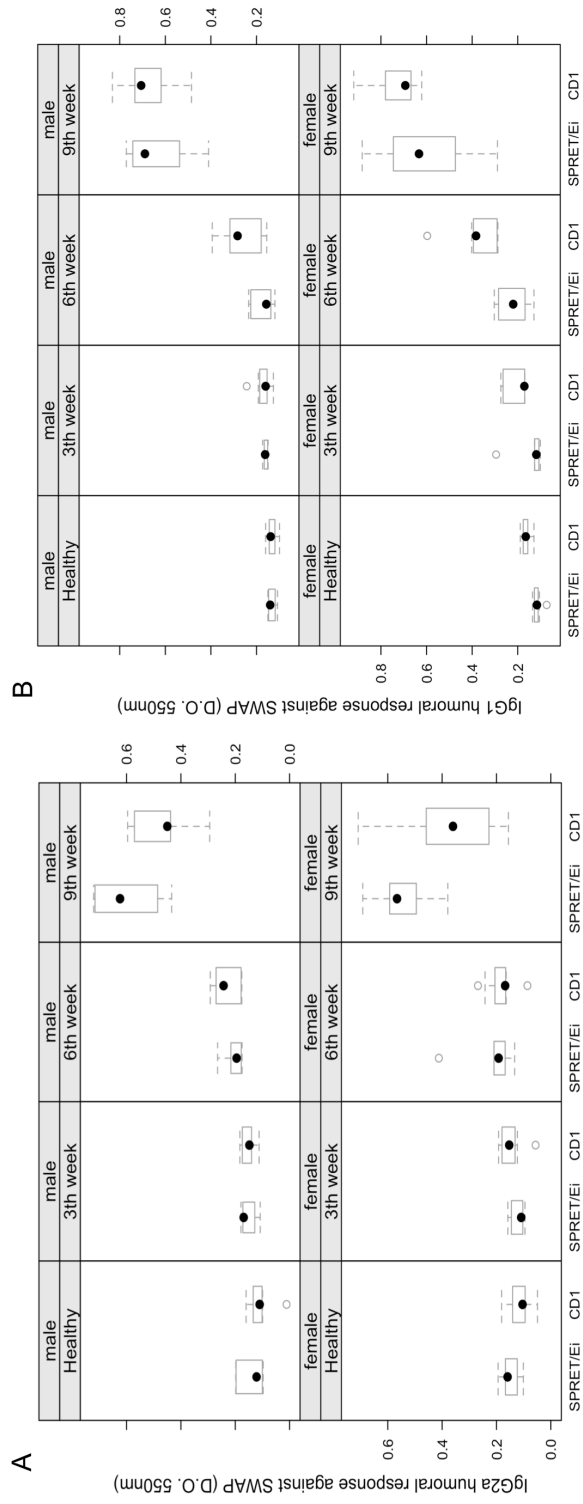 A
IgG2a humoral response against SWAP (D.O. 550nm)
male male male male
Healthy 3th week 6th week 9th week
0.6
0.4
0.2
0.0
female female female female
Healthy 3th week 6th week 9th week
0.6
0.4
0.2
0.0
SPRET/Ei CD1 SPRET/Ei CD1 SPRET/Ei CD1 SPRET/Ei CD1
B
IgG1 humoral response against SWAP (D.O. 550nm)
male male male male
Healthy 3th week 6th week 9th week
0.8
0.6
0.4
0.2
female female female female
Healthy 3th week 6th week 9th week
0.8
0.6
0.4
0.2
SPRET/Ei CD1 SPRET/Ei CD1 SPRET/Ei CD1 SPRET/Ei CD1